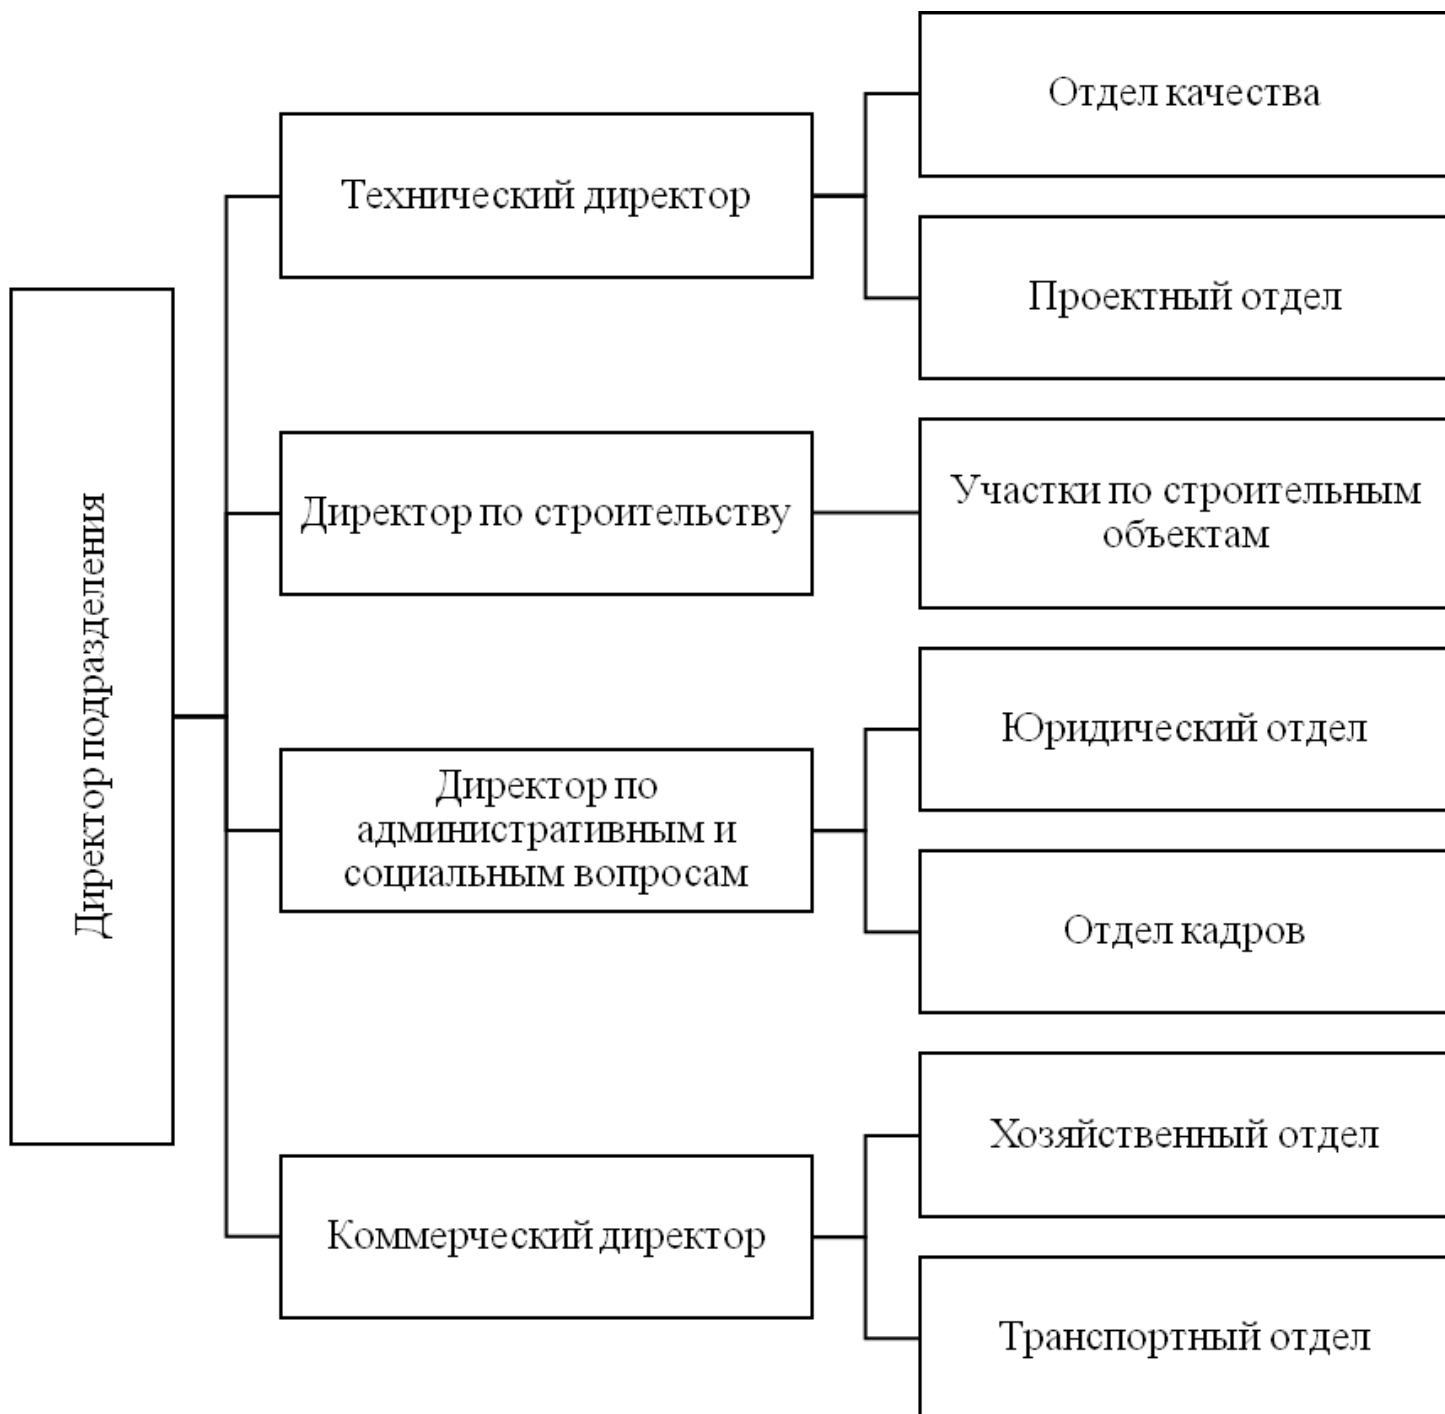 Директор подразделения
Технический директор
Отдел качества
Проектный отдел
Директор по строительству
Участки по строительным
объектам
Директор по
административным и
социальным вопросам
Юридический отдел
Отдел кадров
Коммерческий директор
Хозяйственный отдел
Транспортный отдел